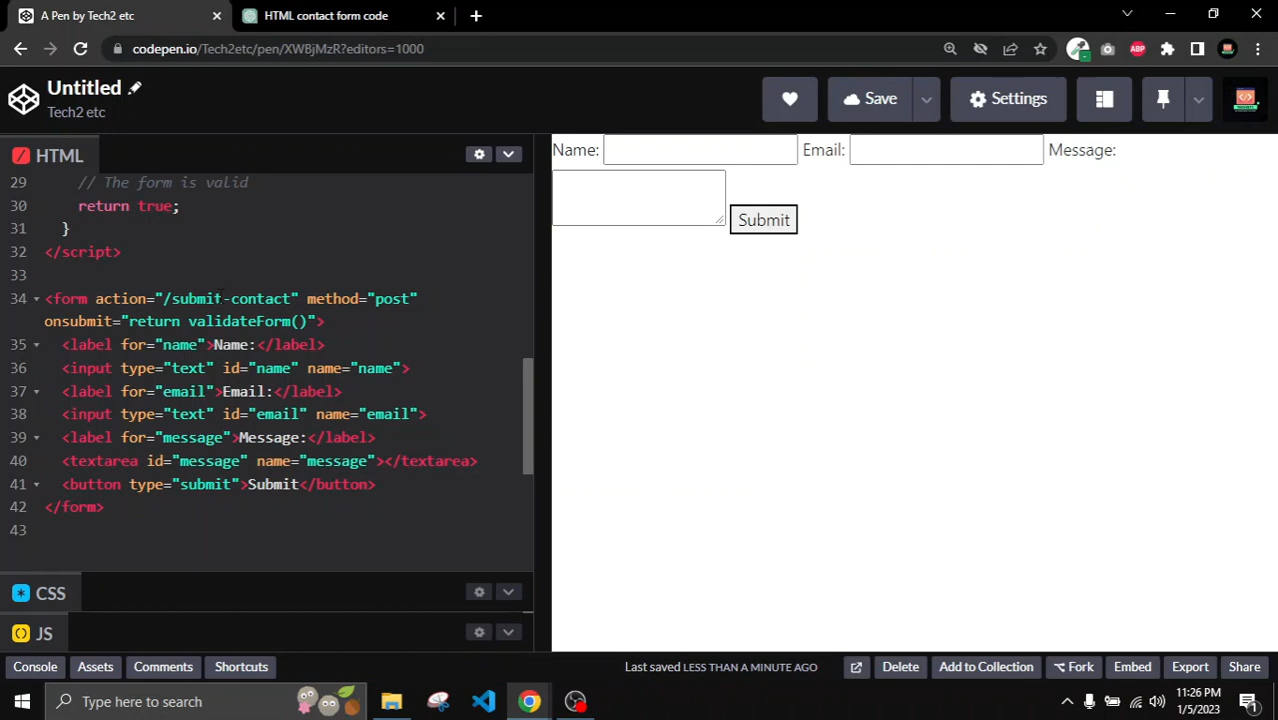 A Pen by Tech2 etc
HTML contact form code
codepen.io/Tech2etc/pen/XWBjMzR?editors=1000
ABP
Untitled
Tech2 etc
Save
Settings
/ HTML
29 // The form is valid
30 return true;
31 }
32 </script>
33
34 <form action="/submit-contact" method="post"
onsubmit="return validateForm()">
35 <label for="name">Name:</label>
36 <input type="text" id="name" name="name">
37 <label for="email">Email:</label>
38 <input type="text" id="email" name="email">
39 <label for="message">Message:</label>
40 <textarea id="message" name="message"></textarea>
41 <button type="submit">Submit</button>
42 </form>
43
Name: Email: Message:
Submit
* CSS
() JS
Console Assets Comments Shortcuts
Last saved LESS THAN A MINUTE AGO
Delete Add to Collection Fork Embed Export Share
Type here to search
11:26 PM
1/5/2023
1